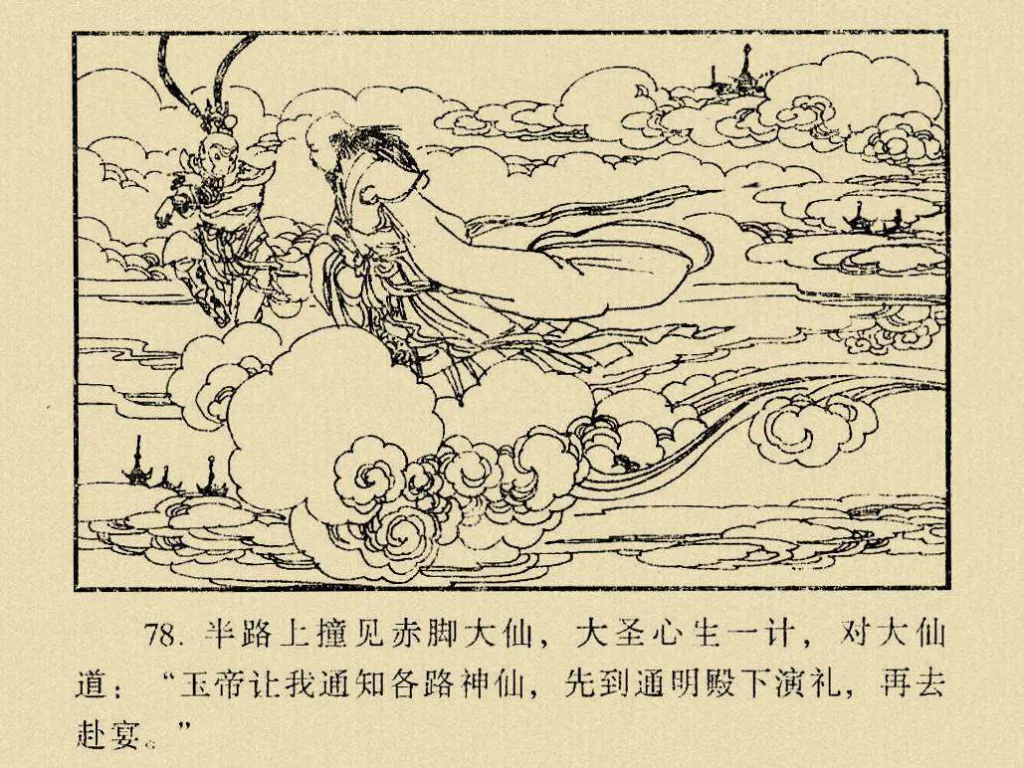 78. 半路上撞见赤脚大仙，大圣心生一计，对大仙
道：“玉帝让我通知各路神仙，先到通明殿下演礼，再去
赴宴。”